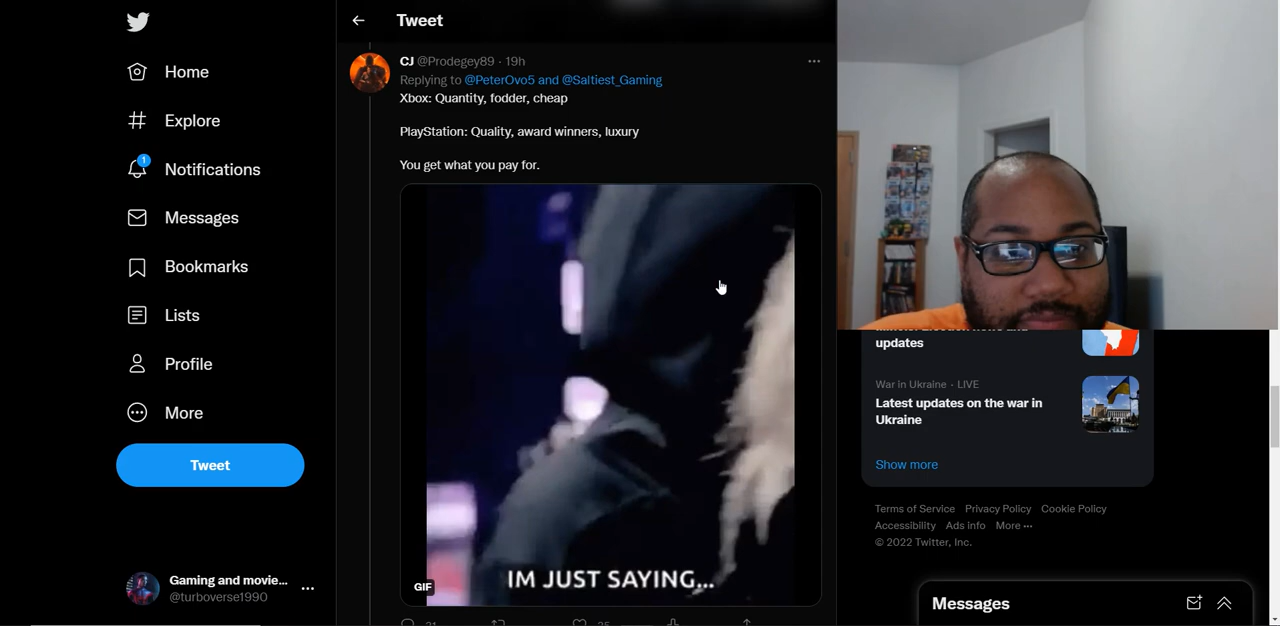 Tweet
Home
Explore
1
Notifications
Messages
Bookmarks
Lists
Profile
More
Tweet
Gaming and movie...
@turboverse1990
CJ @Prodegey89 · 19h
Replying to @PeterOvo5 and @Saltiest_Gaming
Xbox: Quantity, fodder, cheap
PlayStation: Quality, award winners, luxury
You get what you pay for.
GIF
IM JUST SAYING...
updates
War in Ukraine · LIVE
Latest updates on the war in
Ukraine
Show more
Terms of Service Privacy Policy Cookie Policy
Accessibility Ads info More ···
© 2022 Twitter, Inc.
Messages